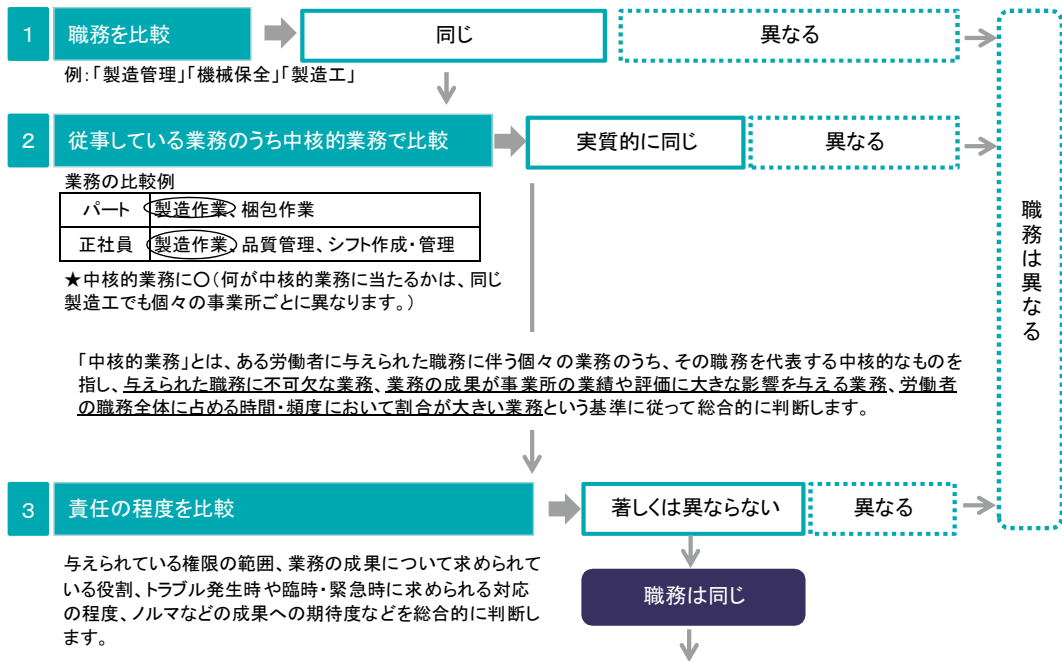 1 職務を比較 同じ 異なる
例：「製造管理」「機械保全」「製造工」
2 従事している業務のうち中核的業務で比較 実質的に同じ 異なる
業務の比較例
パート 製造作業、梱包作業
正社員 製造作業、品質管理、シフト作成・管理
★中核的業務に〇（何が中核的業務に当たるかは、同じ
製造工でも個々の事業所ごとに異なります。）
「中核的業務」とは、ある労働者に与えられた職務に伴う個々の業務のうち、その職務を代表する中核的なものを
指し、与えられた職務に不可欠な業務、業務の成果が事業所の業績や評価に大きな影響を与える業務、労働者
の職務全体に占める時間・頻度において割合が大きい業務という基準に従って総合的に判断します。
3 責任の程度を比較 著しくは異ならない 異なる
与えられている権限の範囲、業務の成果について求められて
いる役割、トラブル発生時や臨時・緊急時に求められる対応
の程度、ノルマなどの成果への期待度などを総合的に判断し
ます。
職務は同じ
職務は異なる